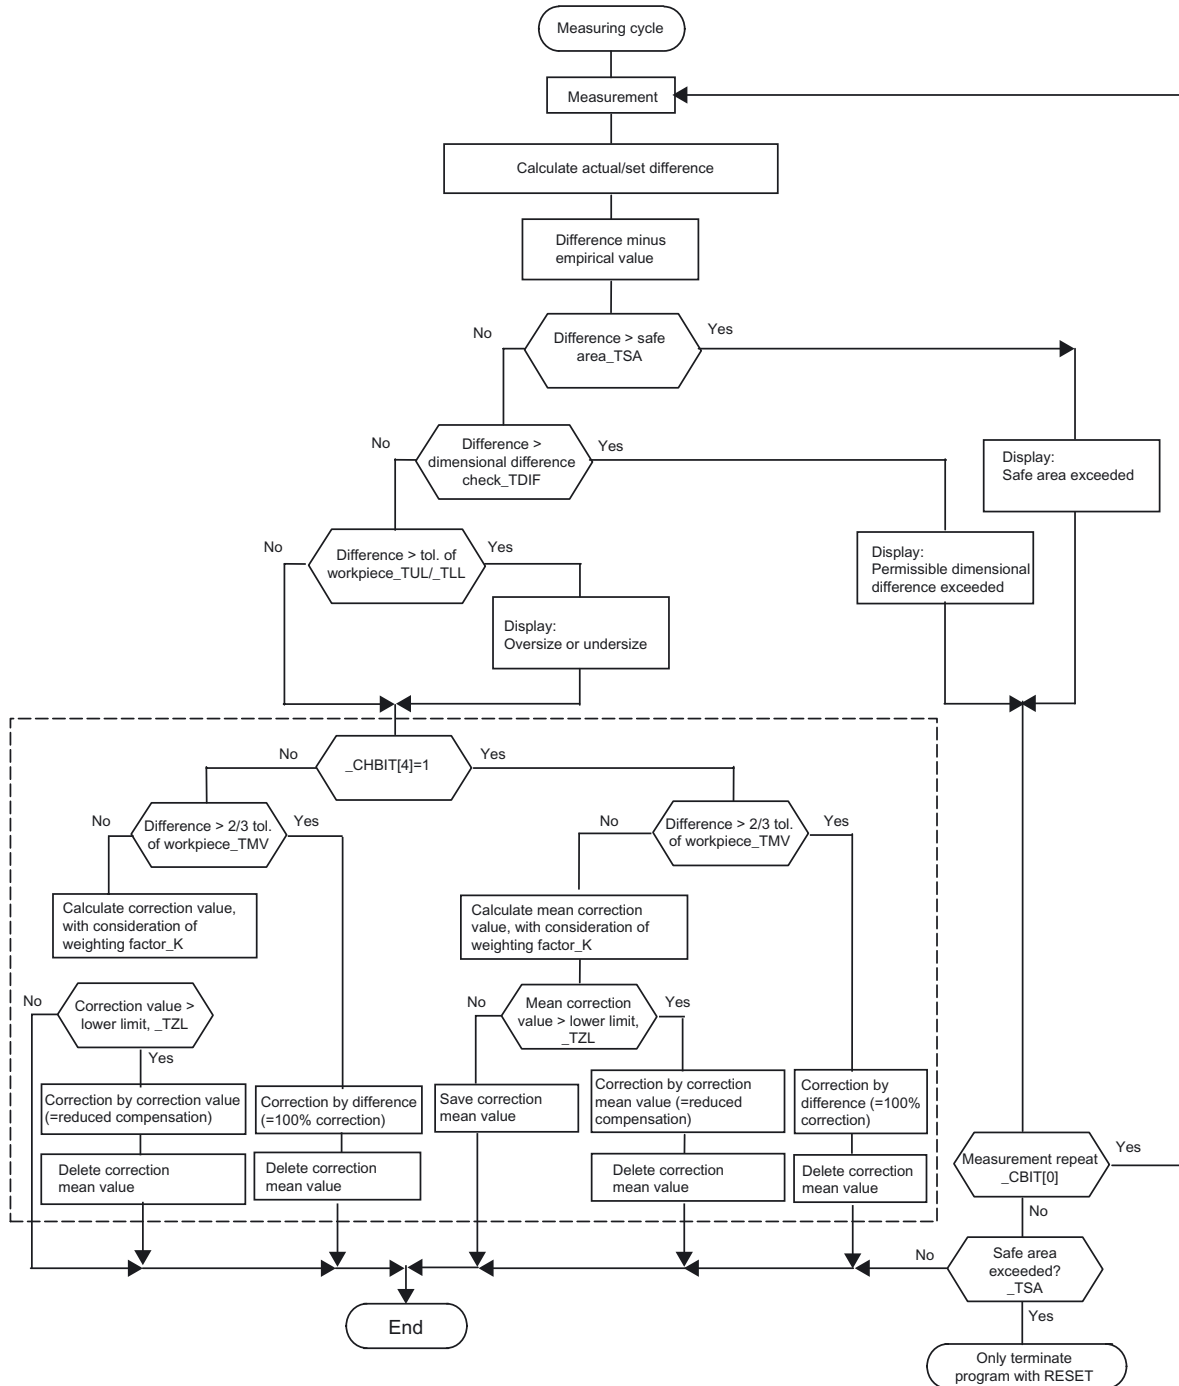 Measuring cycle
Measurement
Calculate actual/set difference
Difference minus
empirical value
No
Difference > safe
area_TSA
Yes
No
Difference >
dimensional difference
check_TDIF
Yes
Display:
Safe area exceeded
No
Difference > tol. of
workpiece_TUL/_TLL
Yes
Display:
Permissible dimensional
difference exceeded
Display:
Oversize or undersize
No
_CHBIT[4]=1
Yes
No
Difference > 2/3 tol.
of workpiece_TMV
Yes
No
Difference > 2/3 tol.
of workpiece_TMV
Yes
Calculate correction value,
with consideration of
weighting factor_K
Calculate mean correction
value, with consideration of
weighting factor_K
No
Correction value >
lower limit, _TZL
Yes
No
Mean correction
value > lower limit,
_TZL
Yes
Correction by correction value
(=reduced compensation)
Correction by difference
(=100% correction)
Save correction
mean value
Correction by correction
mean value (=reduced
compensation)
Correction by
difference (=100%
correction)
Delete correction
mean value
Delete correction
mean value
Delete correction
mean value
Delete correction
mean value
Measurement repeat
_CBIT[0]
Yes
No
No
Safe area
exceeded?
_TSA
Yes
End
Only terminate
program with RESET